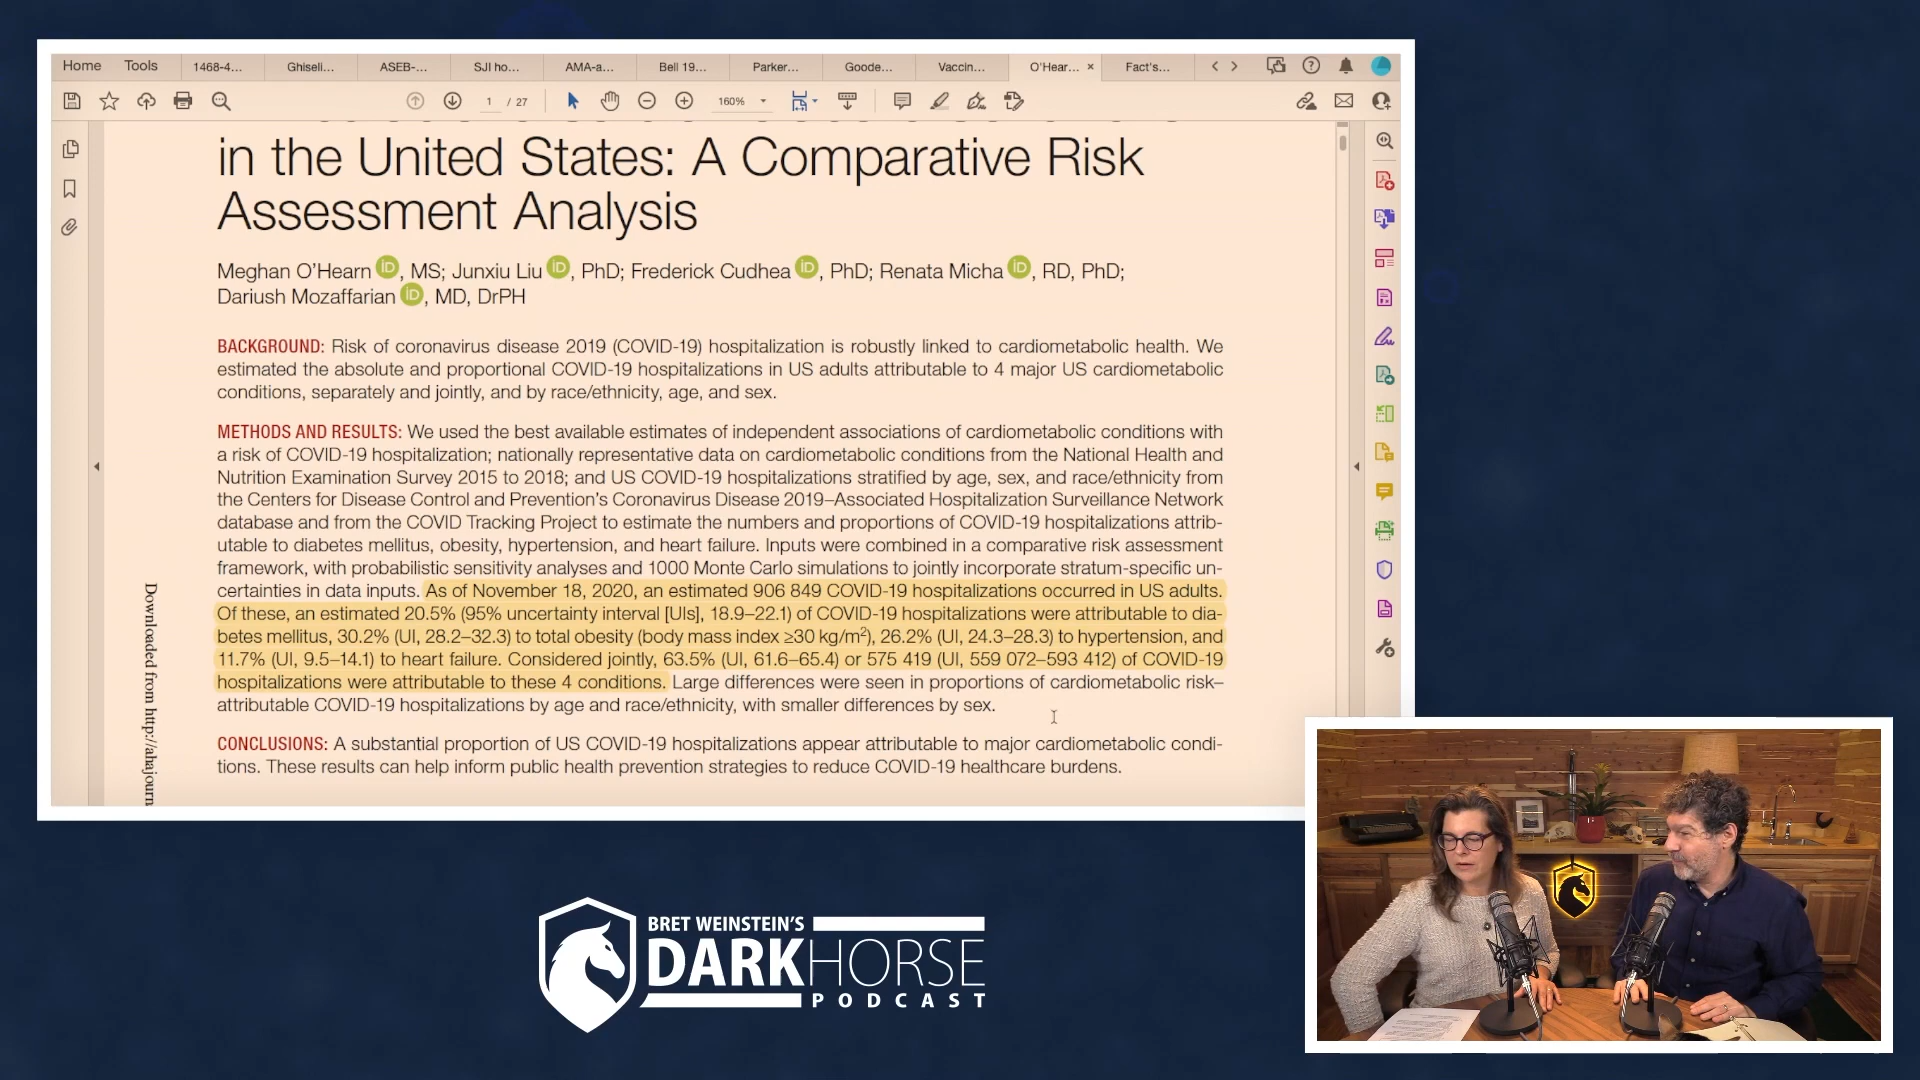 Home Tools 1468-4... Ghiseli... ASEB-... SJI ho... AMA-a... Bell 19... Parker... Goode... Vaccin... O'Hear... × Fact's...
1 / 27 160%
in the United States: A Comparative Risk
Assessment Analysis
Meghan O'Hearn iD, MS; Junxiu Liu iD, PhD; Frederick Cudhea iD, PhD; Renata Micha iD, RD, PhD;
Dariush Mozaffarian iD, MD, DrPH
BACKGROUND: Risk of coronavirus disease 2019 (COVID-19) hospitalization is robustly linked to cardiometabolic health. We
estimated the absolute and proportional COVID-19 hospitalizations in US adults attributable to 4 major US cardiometabolic
conditions, separately and jointly, and by race/ethnicity, age, and sex.
METHODS AND RESULTS: We used the best available estimates of independent associations of cardiometabolic conditions with
a risk of COVID-19 hospitalization; nationally representative data on cardiometabolic conditions from the National Health and
Nutrition Examination Survey 2015 to 2018; and US COVID-19 hospitalizations stratified by age, sex, and race/ethnicity from
the Centers for Disease Control and Prevention's Coronavirus Disease 2019–Associated Hospitalization Surveillance Network
database and from the COVID Tracking Project to estimate the numbers and proportions of COVID-19 hospitalizations attrib-
utable to diabetes mellitus, obesity, hypertension, and heart failure. Inputs were combined in a comparative risk assessment
framework, with probabilistic sensitivity analyses and 1000 Monte Carlo simulations to jointly incorporate stratum-specific un-
certainties in data inputs. As of November 18, 2020, an estimated 906 849 COVID-19 hospitalizations occurred in US adults.
Of these, an estimated 20.5% (95% uncertainty interval [UIs], 18.9–22.1) of COVID-19 hospitalizations were attributable to dia-
betes mellitus, 30.2% (UI, 28.2–32.3) to total obesity (body mass index ≥30 kg/m²), 26.2% (UI, 24.3–28.3) to hypertension, and
11.7% (UI, 9.5–14.1) to heart failure. Considered jointly, 63.5% (UI, 61.6–65.4) or 575 419 (UI, 559 072–593 412) of COVID-19
hospitalizations were attributable to these 4 conditions. Large differences were seen in proportions of cardiometabolic risk–
attributable COVID-19 hospitalizations by age and race/ethnicity, with smaller differences by sex.
CONCLUSIONS: A substantial proportion of US COVID-19 hospitalizations appear attributable to major cardiometabolic condi-
tions. These results can help inform public health prevention strategies to reduce COVID-19 healthcare burdens.
Downloaded from http://ahajourn
BRET WEINSTEIN'S
DARKHORSE
PODCAST